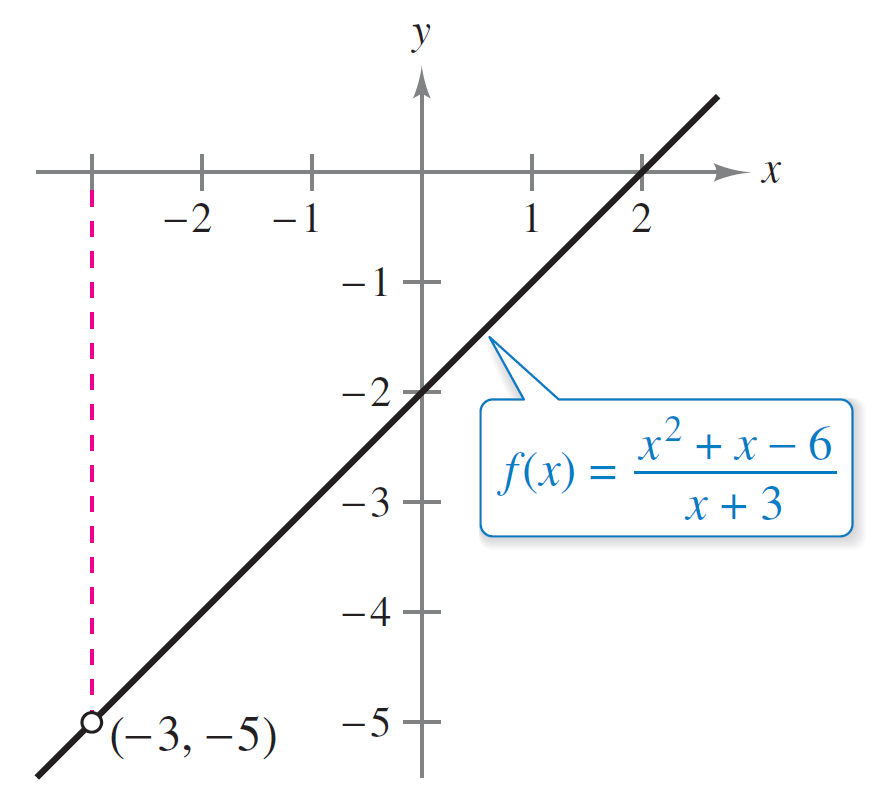 y
x
−2 −1 1 2
−1
−2
f(x) = x² + x − 6 / x + 3
−3
−4
−5
(−3, −5)